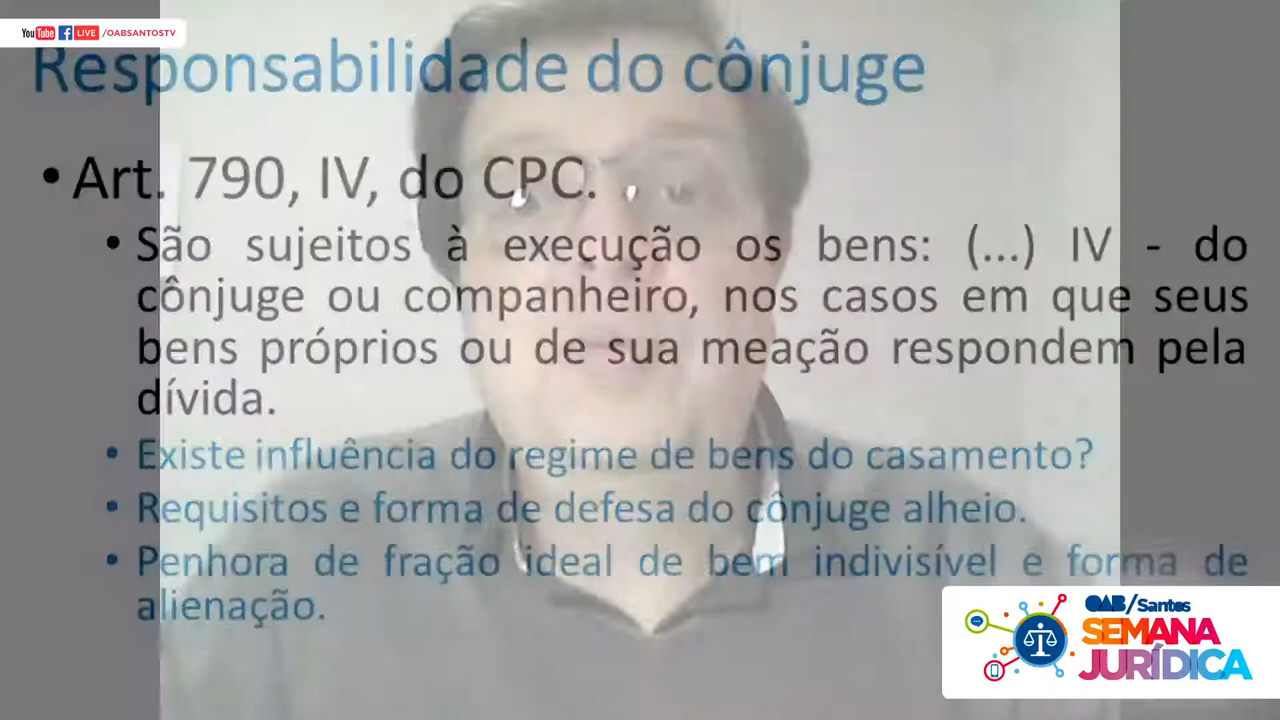 YouTube LIVE /OABSANTOSTV
Responsabilidade do cônjuge
• Art. 790, IV, do CPC.
• São sujeitos à execução os bens: (...) IV - do
cônjuge ou companheiro, nos casos em que seus
bens próprios ou de sua meação respondem pela
dívida.
• Existe influência do regime de bens do casamento?
• Requisitos e forma de defesa do cônjuge alheio.
• Penhora de fração ideal de bem indivisível e forma de
alienação.
OAB/Santos
SEMANA
JURÍDICA